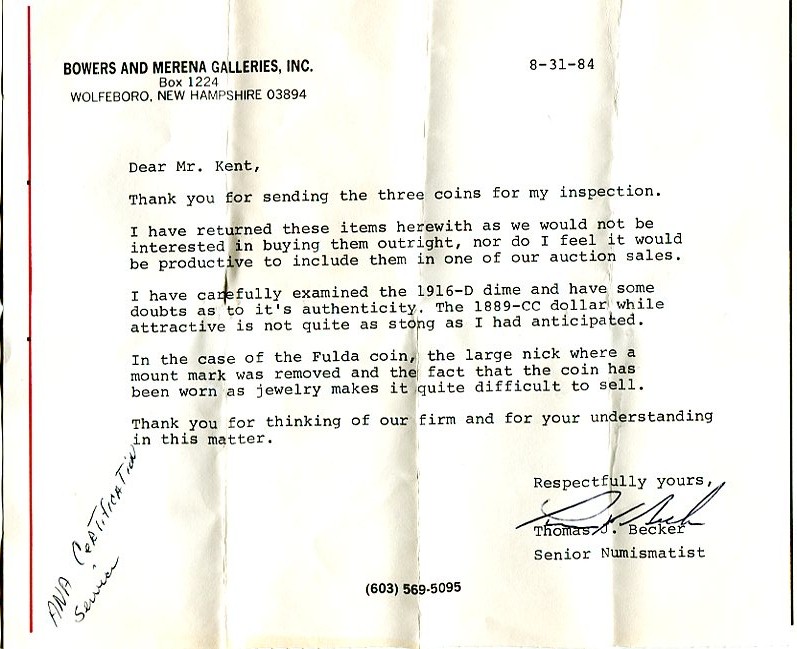 BOWERS AND MERENA GALLERIES, INC.
Box 1224
WOLFEBORO, NEW HAMPSHIRE 03894
8-31-84
Dear Mr. Kent,
Thank you for sending the three coins for my inspection.
I have returned these items herewith as we would not be
interested in buying them outright, nor do I feel it would
be productive to include them in one of our auction sales.
I have carefully examined the 1916-D dime and have some
doubts as to it's authenticity. The 1889-CC dollar while
attractive is not quite as stong as I had anticipated.
In the case of the Fulda coin, the large nick where a
mount mark was removed and the fact that the coin has
been worn as jewelry makes it quite difficult to sell.
Thank you for thinking of our firm and for your understanding
in this matter.
Respectfully yours,
Thomas J. Becker
Senior Numismatist
(603) 569-5095
ANA Certification
Service